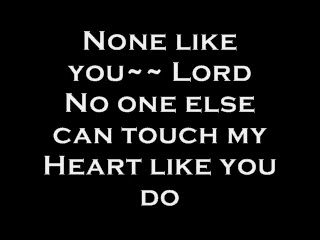 None like
you~~ Lord
No one else
can touch my
Heart like you
do